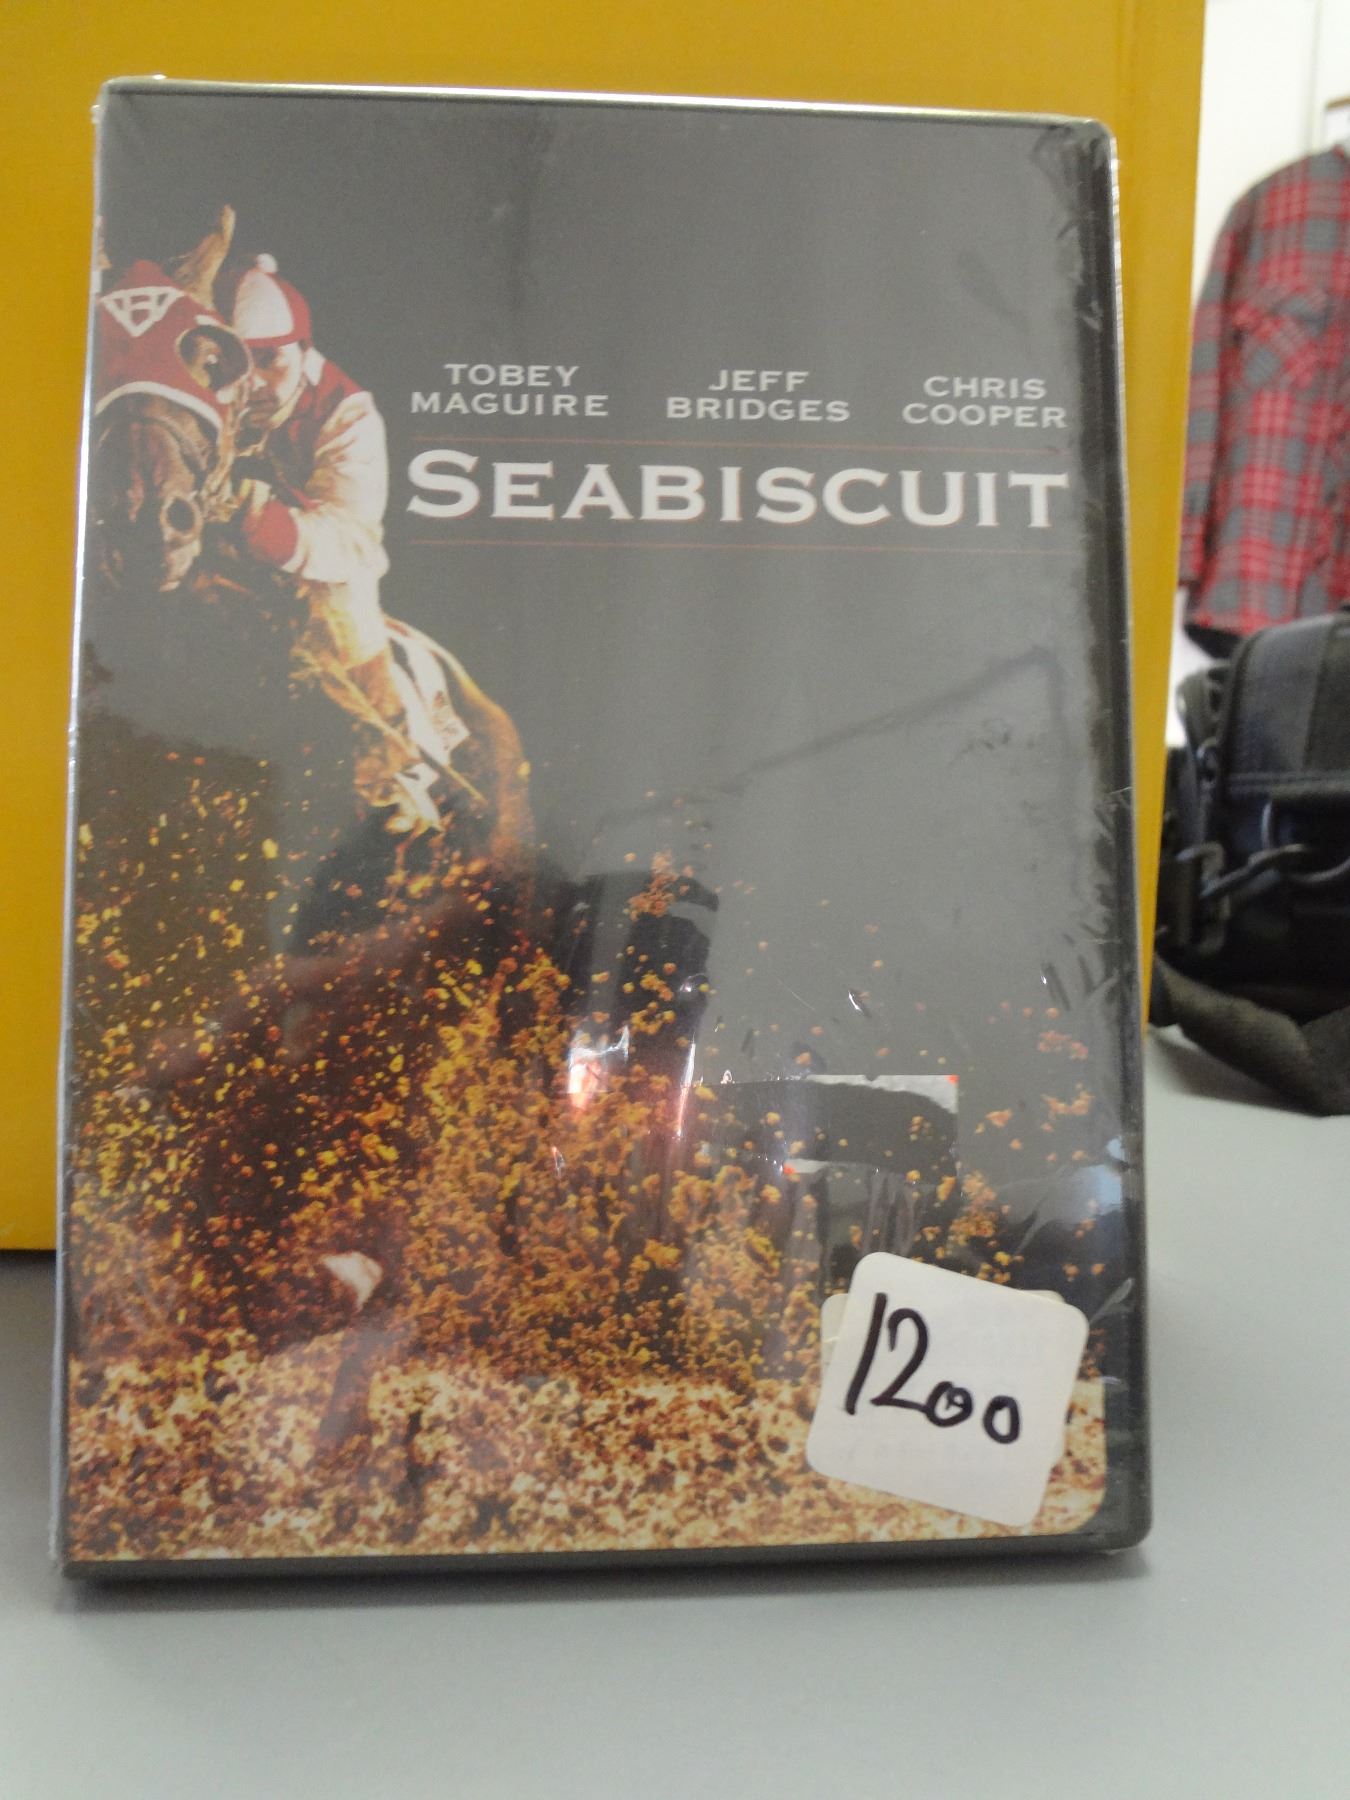 TOBEY MAGUIRE
JEFF BRIDGES
CHRIS COOPER
SEABISCUIT
1200